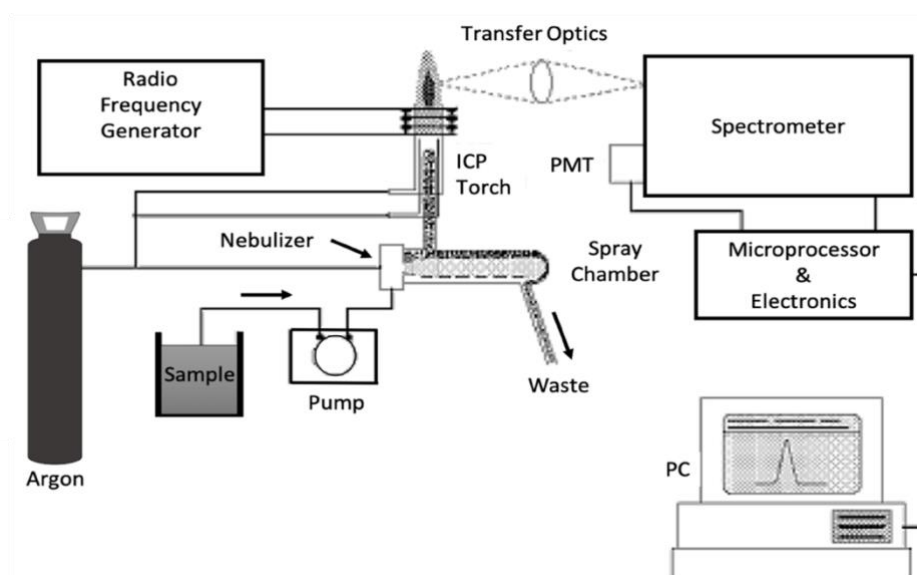 Transfer Optics
Radio
Frequency
Generator
Spectrometer
PMT
ICP
Torch
Nebulizer
Spray
Chamber
Microprocessor
&
Electronics
Sample
Pump
Waste
Argon
PC